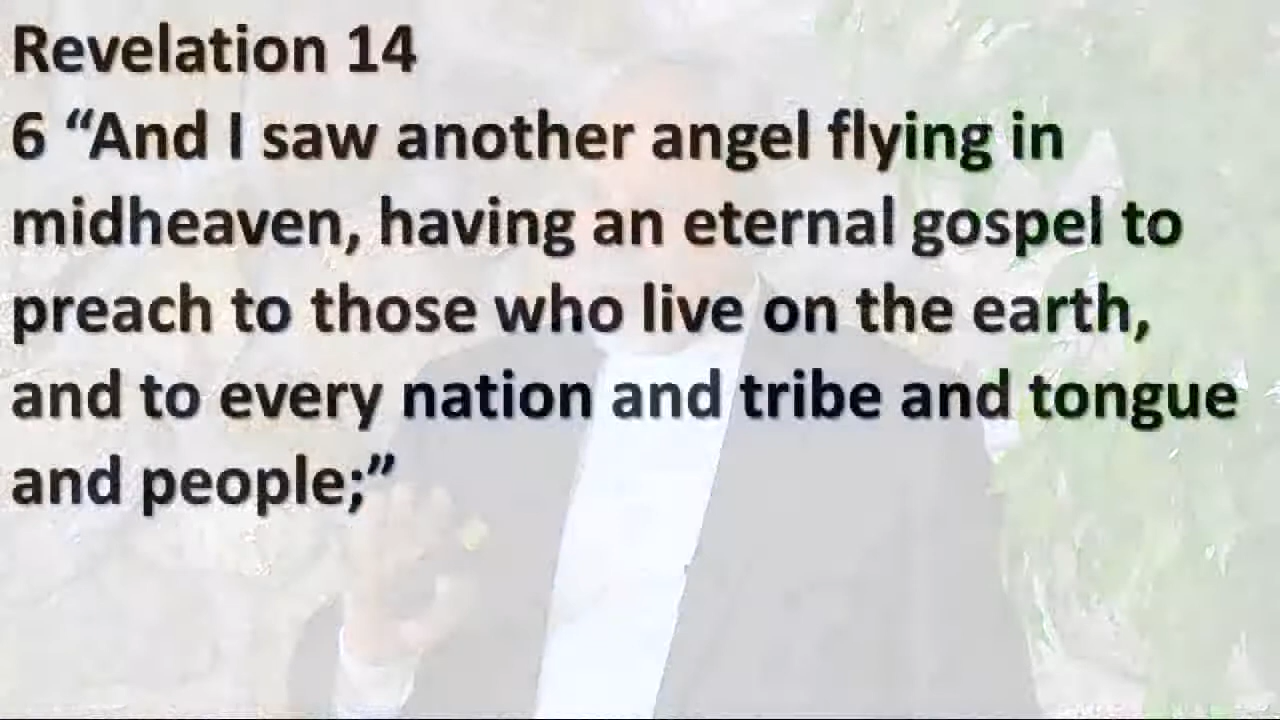 Revelation 14
6 “And I saw another angel flying in
midheaven, having an eternal gospel to
preach to those who live on the earth,
and to every nation and tribe and tongue
and people;”